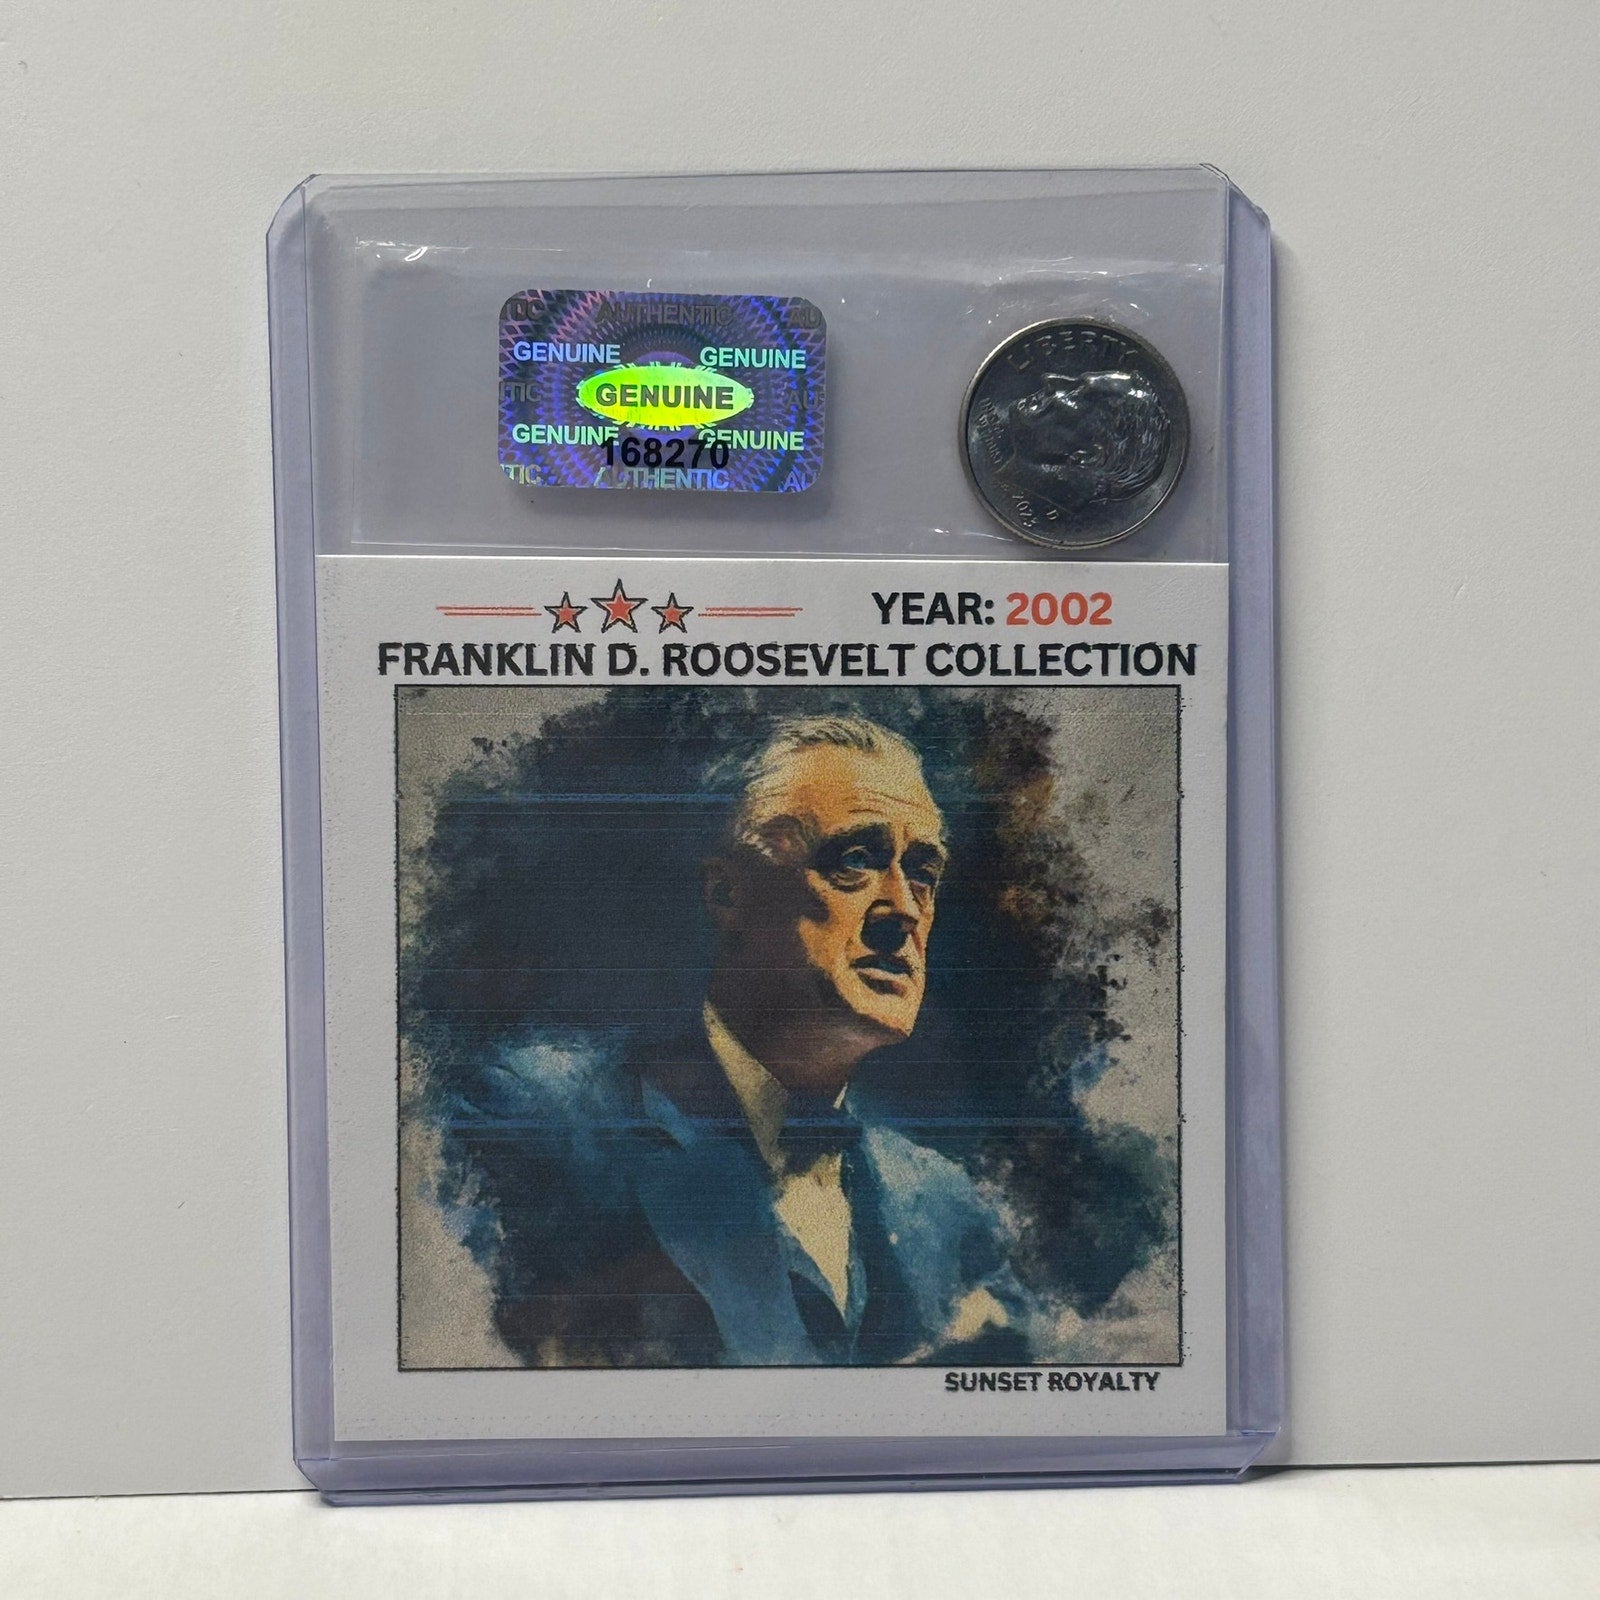 AUTHENTIC
GENUINE GENUINE
GENUINE
GENUINE GENUINE
168270
AUTHENTIC
LIBERTY
D
YEAR: 2002
FRANKLIN D. ROOSEVELT COLLECTION
SUNSET ROYALTY